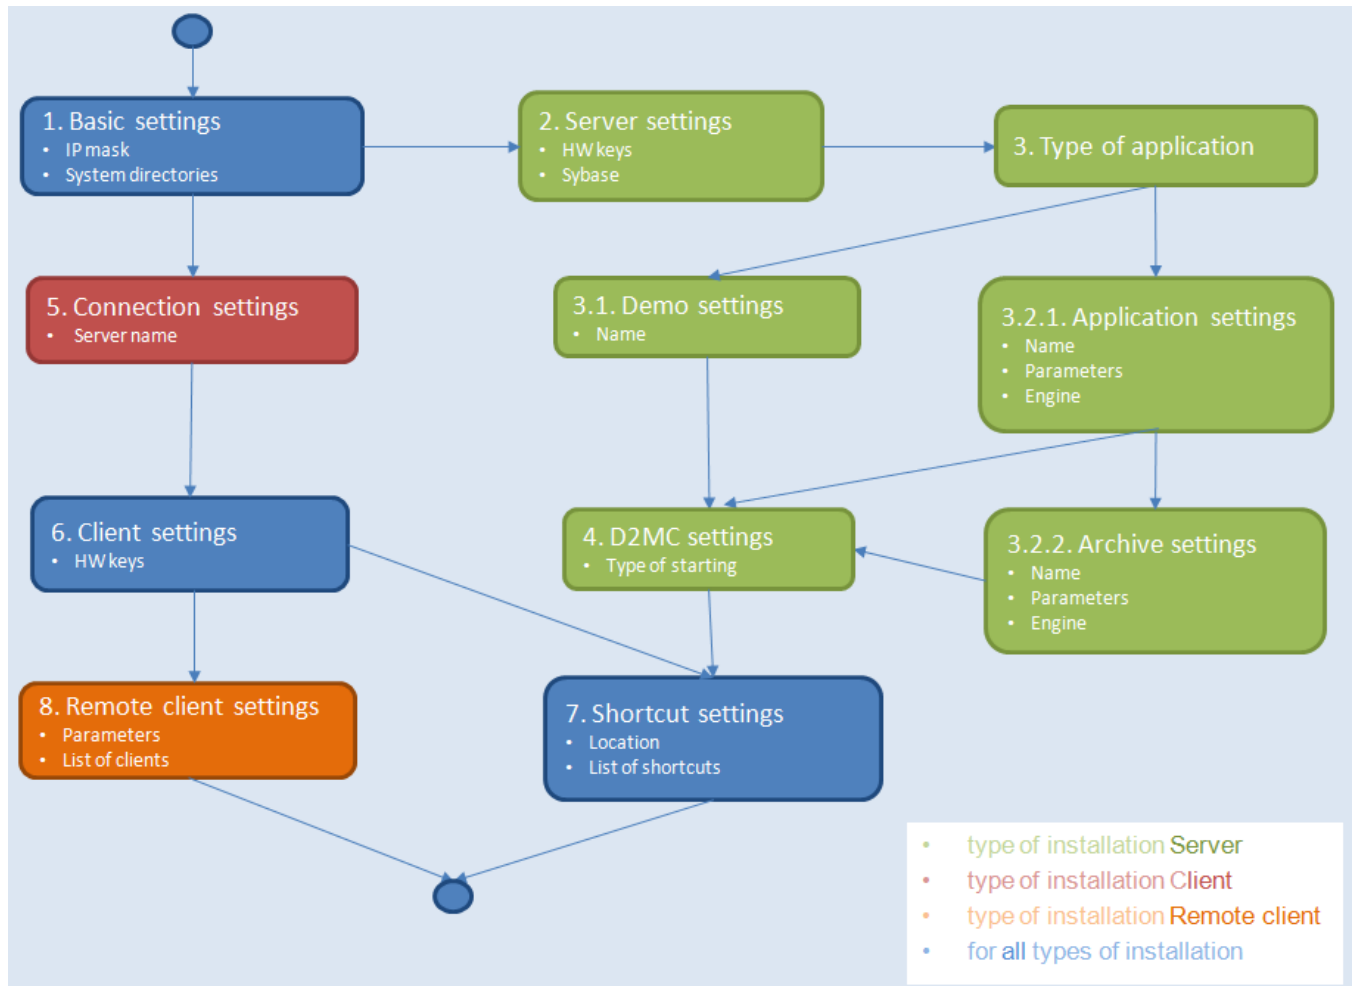 1. Basic settings
• IP mask
• System directories
2. Server settings
• HW keys
• Sybase
3. Type of application
5. Connection settings
• Server name
3.1. Demo settings
• Name
3.2.1. Application settings
• Name
• Parameters
• Engine
6. Client settings
• HW keys
4. D2MC settings
• Type of starting
3.2.2. Archive settings
• Name
• Parameters
• Engine
8. Remote client settings
• Parameters
• List of clients
7. Shortcut settings
• Location
• List of shortcuts
• type of installation Server
• type of installation Client
• type of installation Remote client
• for all types of installation